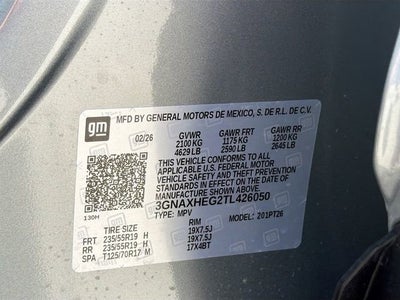 gm
MFD BY GENERAL MOTORS DE MEXICO, S. DE R.L. DE C.V.
02/26 GVWR GAWR FRT GAWR RR
2100 KG 1175 KG 1200 KG
4629 LB 2590 LB 2645 LB
THIS VEHICLE CONFORMS TO ALL
APPLICABLE U.S. FEDERAL MOTOR
VEHICLE SAFETY AND THEFT
PREVENTION STANDARDS IN EFFECT
ON THE DATE OF MANUFACTURE
SHOWN ABOVE.
3GNAXHEG2TL426050
130H TYPE: MPV MODEL: 201PT26
TIRE SIZE RIM
FRT 235/55R19 H 19X7.5J
RR 235/55R19 H 19X7.5J
SPA T125/70R17 M 17X4BT